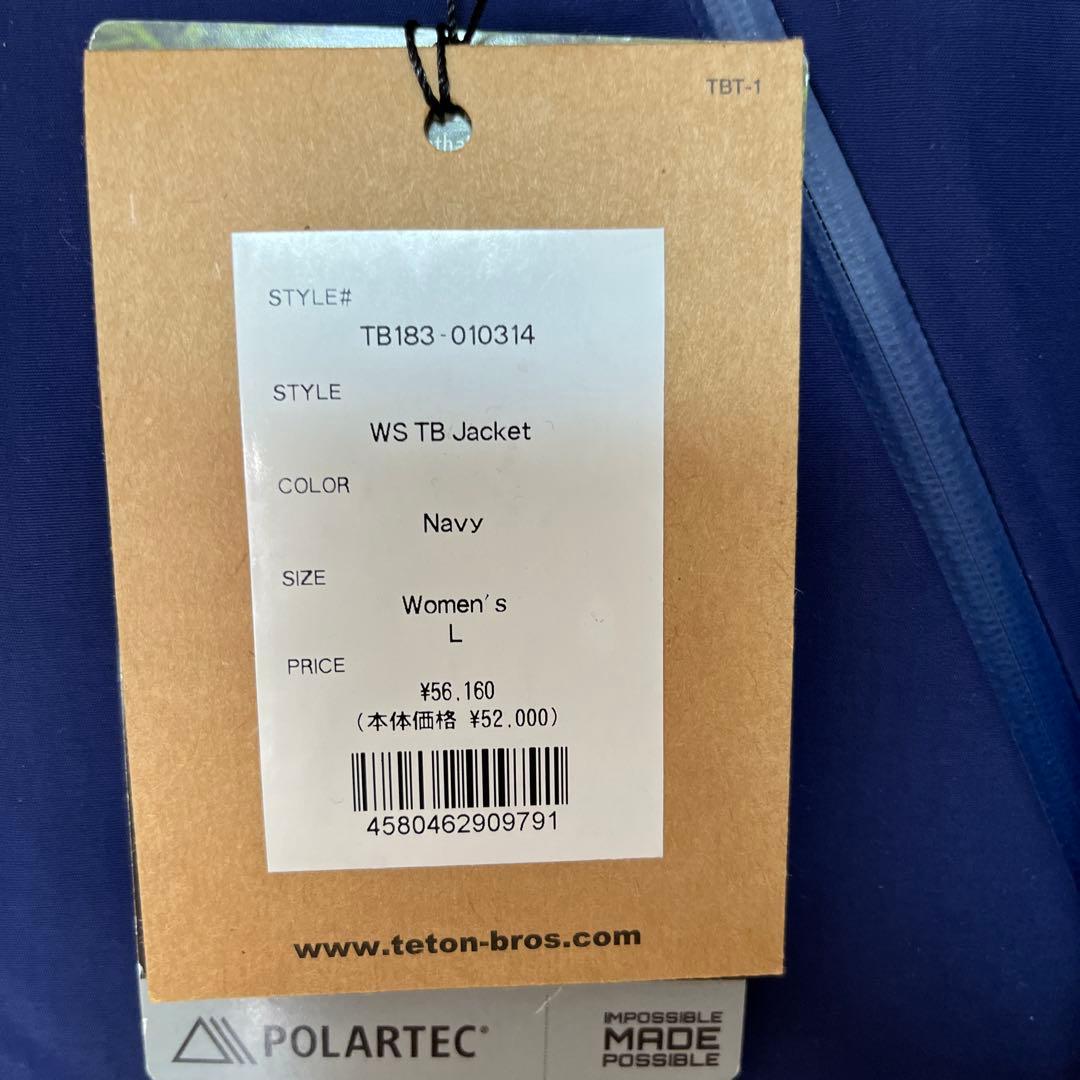 TBT-1
tha
STYLE#
TB183-010314
STYLE
WS TB Jacket
COLOR
Navy
SIZE
Women's
L
PRICE
¥56,160
(本体価格 ¥52,000)
4580462909791
www.teton-bros.com
POLARTEC®
IMPOSSIBLE
MADE
POSSIBLE